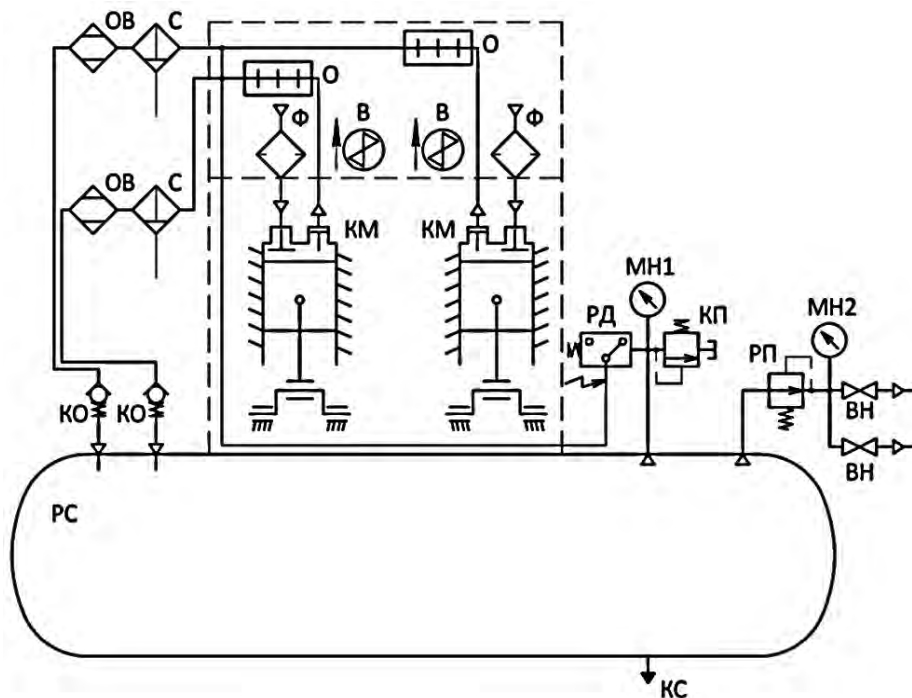 ОВ С
О
О
Ф В В Ф
ОВ С
КМ КМ
МН1
РД КП МН2
РП
КО КО ВН
ВН
РС
КС